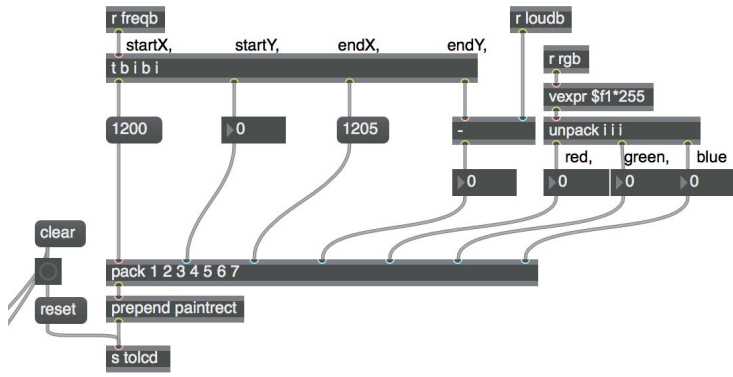 r freqb
r loudb
startX, startY, endX, endY,
r rgb
t b i b i
vexpr $f1*255
1200 0 1205 - unpack i i i
red, green, blue
0 0 0 0
clear
pack 1 2 3 4 5 6 7
reset
prepend paintrect
s tolcd